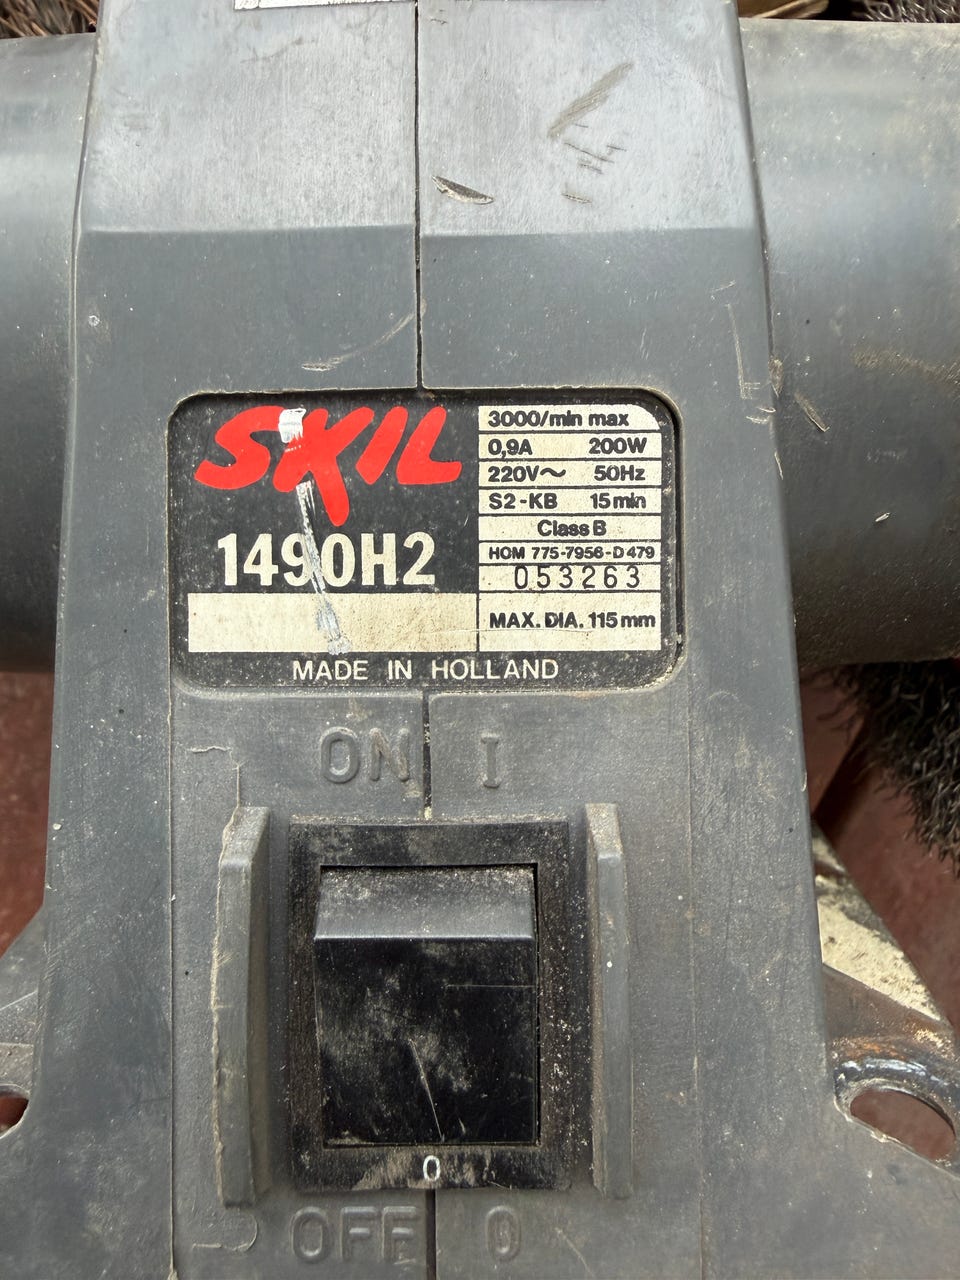 SKIL
1490H2
3000/min max
0,9A 200W
220V~ 50Hz
S2-KB 15min
Class B
HOM 775-7956-D479
053263
MAX. DIA. 115mm
MADE IN HOLLAND
ON I
0
OFF 0